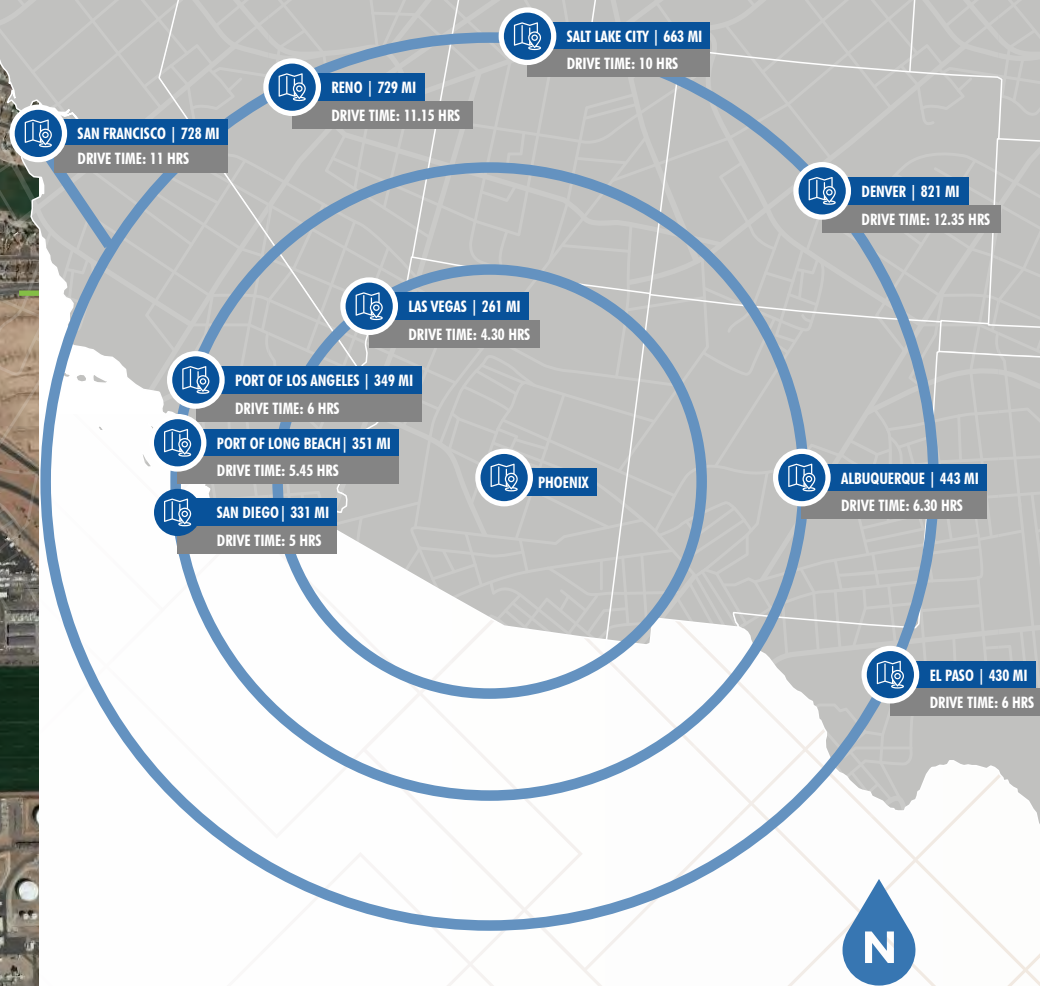 SALT LAKE CITY | 663 MI
DRIVE TIME: 10 HRS
RENO | 729 MI
DRIVE TIME: 11.15 HRS
SAN FRANCISCO | 728 MI
DRIVE TIME: 11 HRS
DENVER | 821 MI
DRIVE TIME: 12.35 HRS
LAS VEGAS | 261 MI
DRIVE TIME: 4.30 HRS
PORT OF LOS ANGELES | 349 MI
DRIVE TIME: 6 HRS
PORT OF LONG BEACH| 351 MI
DRIVE TIME: 5.45 HRS
PHOENIX
ALBUQUERQUE | 443 MI
DRIVE TIME: 6.30 HRS
SAN DIEGO| 331 MI
DRIVE TIME: 5 HRS
EL PASO | 430 MI
DRIVE TIME: 6 HRS
N